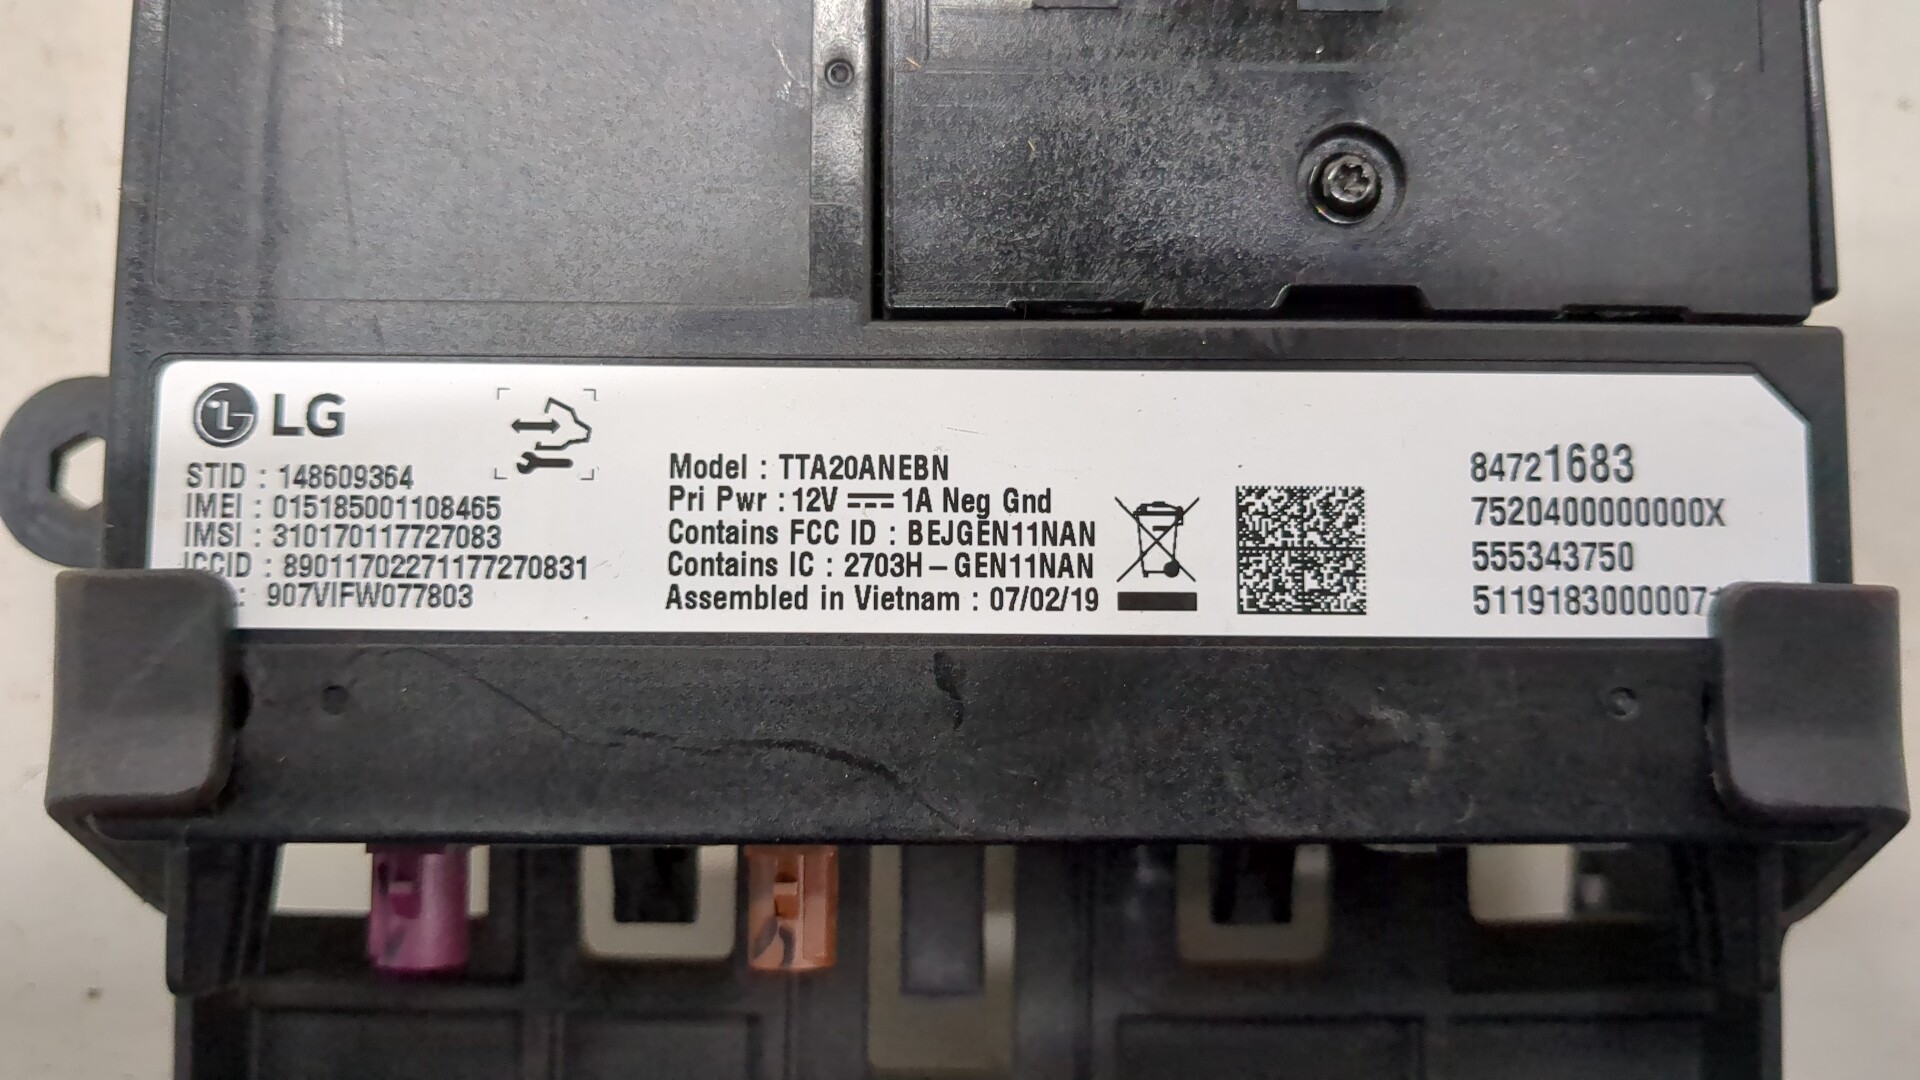 LG
STID : 148609364
IMEI : 015185001108465
IMSI : 310170117727083
ICCID : 89011702271177270831
: 907VIFW077803
Model : TTA20ANEBN
Pri Pwr : 12V ⎓ 1A Neg Gnd
Contains FCC ID : BEJGEN11NAN
Contains IC : 2703H-GEN11NAN
Assembled in Vietnam : 07/02/19
84721683
7520400000000X
555343750
5119183000007